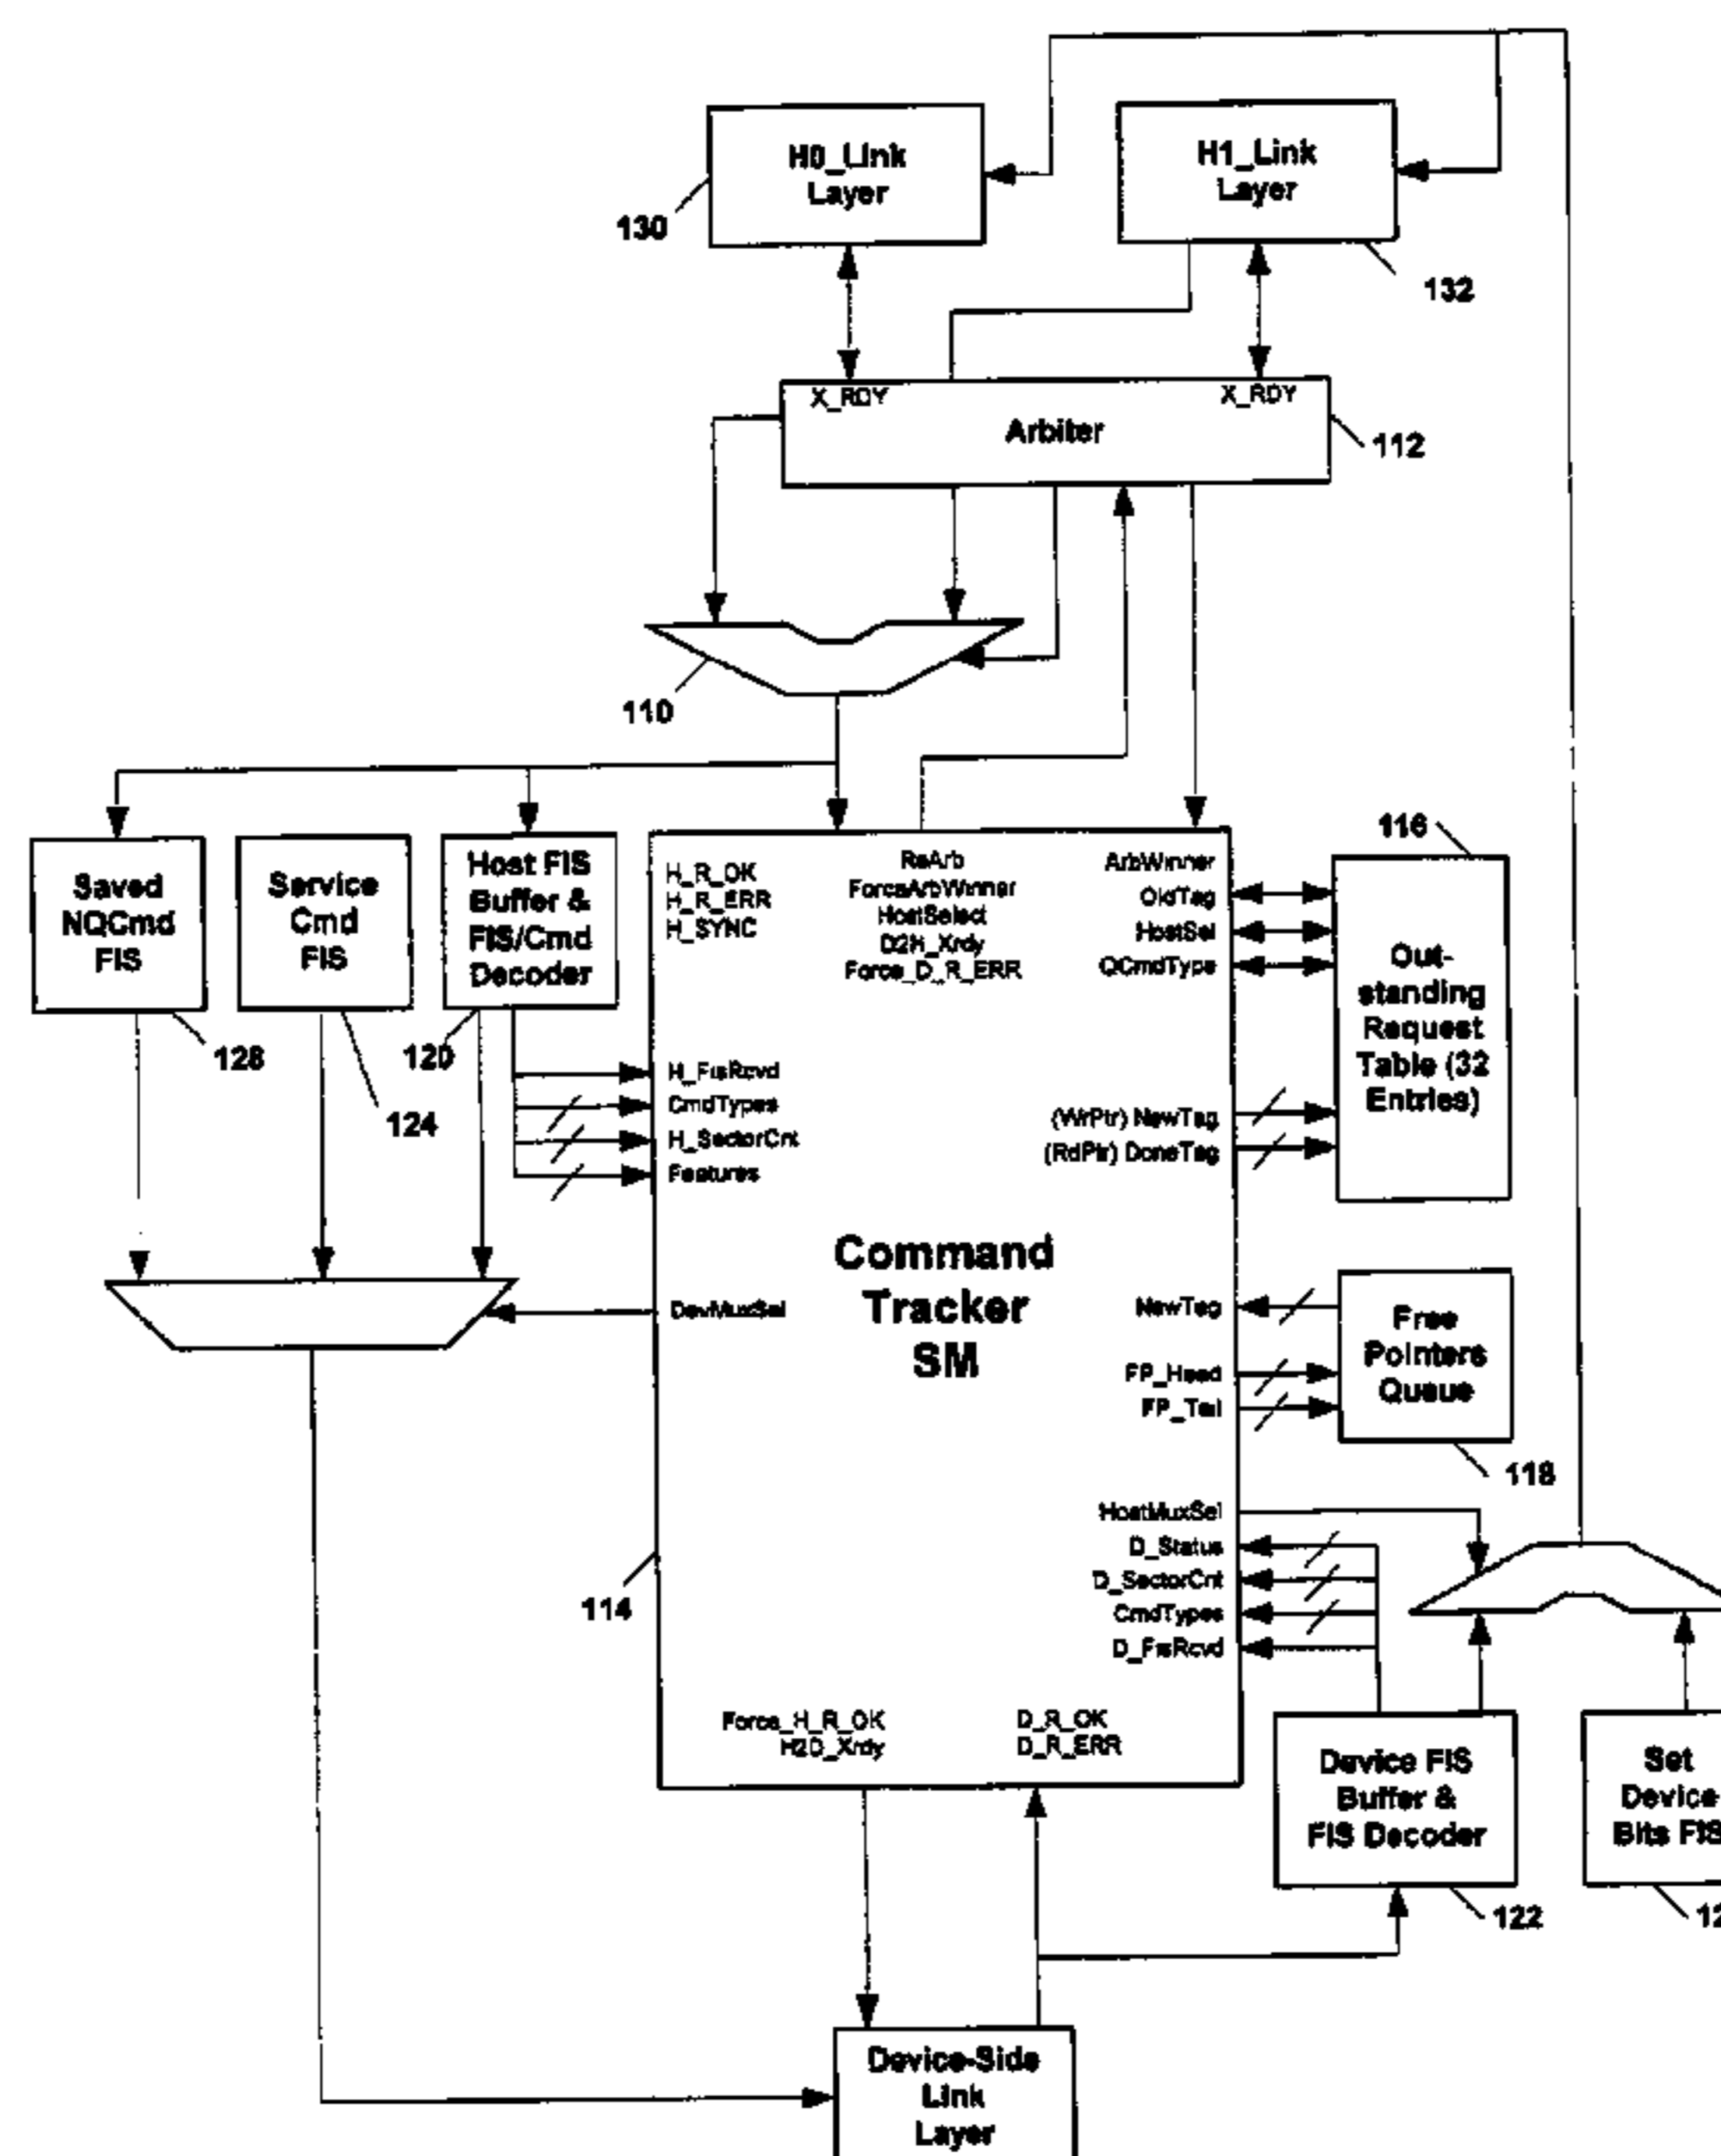 H0_Link
Layer
H1_Link
Layer
130
132
X_RDY
X_RDY
Arbiter
112
110
116
Saved
NQCmd
FIS
Service
Cmd
FIS
Host FIS
Buffer &
FIS/Cmd
Decoder
128
124
120
H_R_OK
H_R_ERR
H_SYNC
ReArb
ForceArbWinner
HostSelect
D2H_Xrdy
Force_D_R_ERR
ArbWinner
OldTag
HostSel
QCmdType
Out-
standing
Request
Table (32
Entries)
H_FisRcvd
CmdTypes
H_SectorCnt
Features
(WrPtr) NewTag
(RdPtr) DoneTag
Command
Tracker
SM
DevMuxSel
NewTag
FP_Head
FP_Tail
Free
Pointers
Queue
118
HostMuxSel
D_Status
D_SectorCnt
CmdTypes
D_FisRcvd
114
Force_H_R_OK
H2D_Xrdy
D_R_OK
D_R_ERR
Device FIS
Buffer &
FIS Decoder
122
Set
Device
Bits FIS
Device-Side
Link
Layer